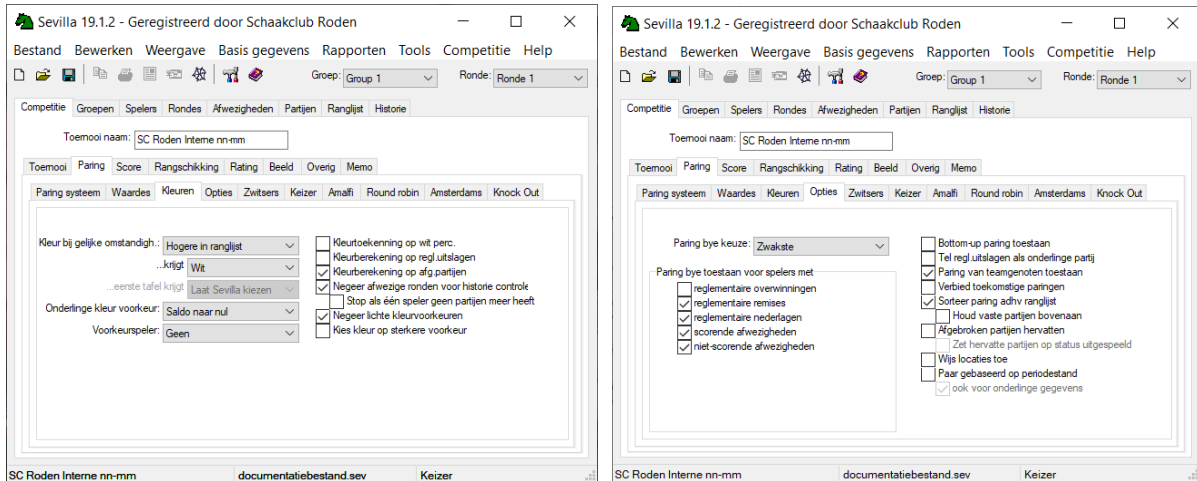 Sevilla 19.1.2 - Geregistreerd door Schaakclub Roden
Bestand Bewerken Weergave Basis gegevens Rapporten Tools Competitie Help
Groep: Group 1 Ronde: Ronde 1
Competitie Groepen Spelers Rondes Afwezigheden Partijen Ranglijst Historie
Toernooi naam: SC Roden Interne nn-mm
Toernooi Paring Score Rangschikking Rating Beeld Overig Memo
Paring systeem Waardes Kleuren Opties Zwitsers Keizer Amalfi Round robin Amsterdams Knock Out
Kleur bij gelijke omstandigh.: Hogere in ranglijst
...krijgt Wit
...eerste tafel krijgt Laat Sevilla kiezen
Onderlinge kleur voorkeur: Saldo naar nul
Voorkeurspeler: Geen
Kleurtoekenning op wit perc.
Kleurberekening op regl.uitslagen
Kleurberekening op afg.partijen
Negeer afwezige ronden voor historie controle
Stop als één speler geen partijen meer heeft
Negeer lichte kleurvoorkeuren
Kies kleur op sterkere voorkeur
SC Roden Interne nn-mm documentatiebestand.sev Keizer
Sevilla 19.1.2 - Geregistreerd door Schaakclub Roden
Bestand Bewerken Weergave Basis gegevens Rapporten Tools Competitie Help
Groep: Group 1 Ronde: Ronde 1
Competitie Groepen Spelers Rondes Afwezigheden Partijen Ranglijst Historie
Toernooi naam: SC Roden Interne nn-mm
Toernooi Paring Score Rangschikking Rating Beeld Overig Memo
Paring systeem Waardes Kleuren Opties Zwitsers Keizer Amalfi Round robin Amsterdams Knock Out
Paring bye keuze: Zwakste
Paring bye toestaan voor spelers met
reglementaire overwinningen
reglementaire remises
reglementaire nederlagen
scorende afwezigheden
niet-scorende afwezigheden
Bottom-up paring toestaan
Tel regl.uitslagen als onderlinge partij
Paring van teamgenoten toestaan
Verbied toekomstige paringen
Sorteer paring adhv ranglijst
Houd vaste partijen bovenaan
Afgebroken partijen hervatten
Zet hervatte partijen op status uitgespeeld
Wijs locaties toe
Paar gebaseerd op periodestand
ook voor onderlinge gegevens
SC Roden Interne nn-mm documentatiebestand.sev Keizer